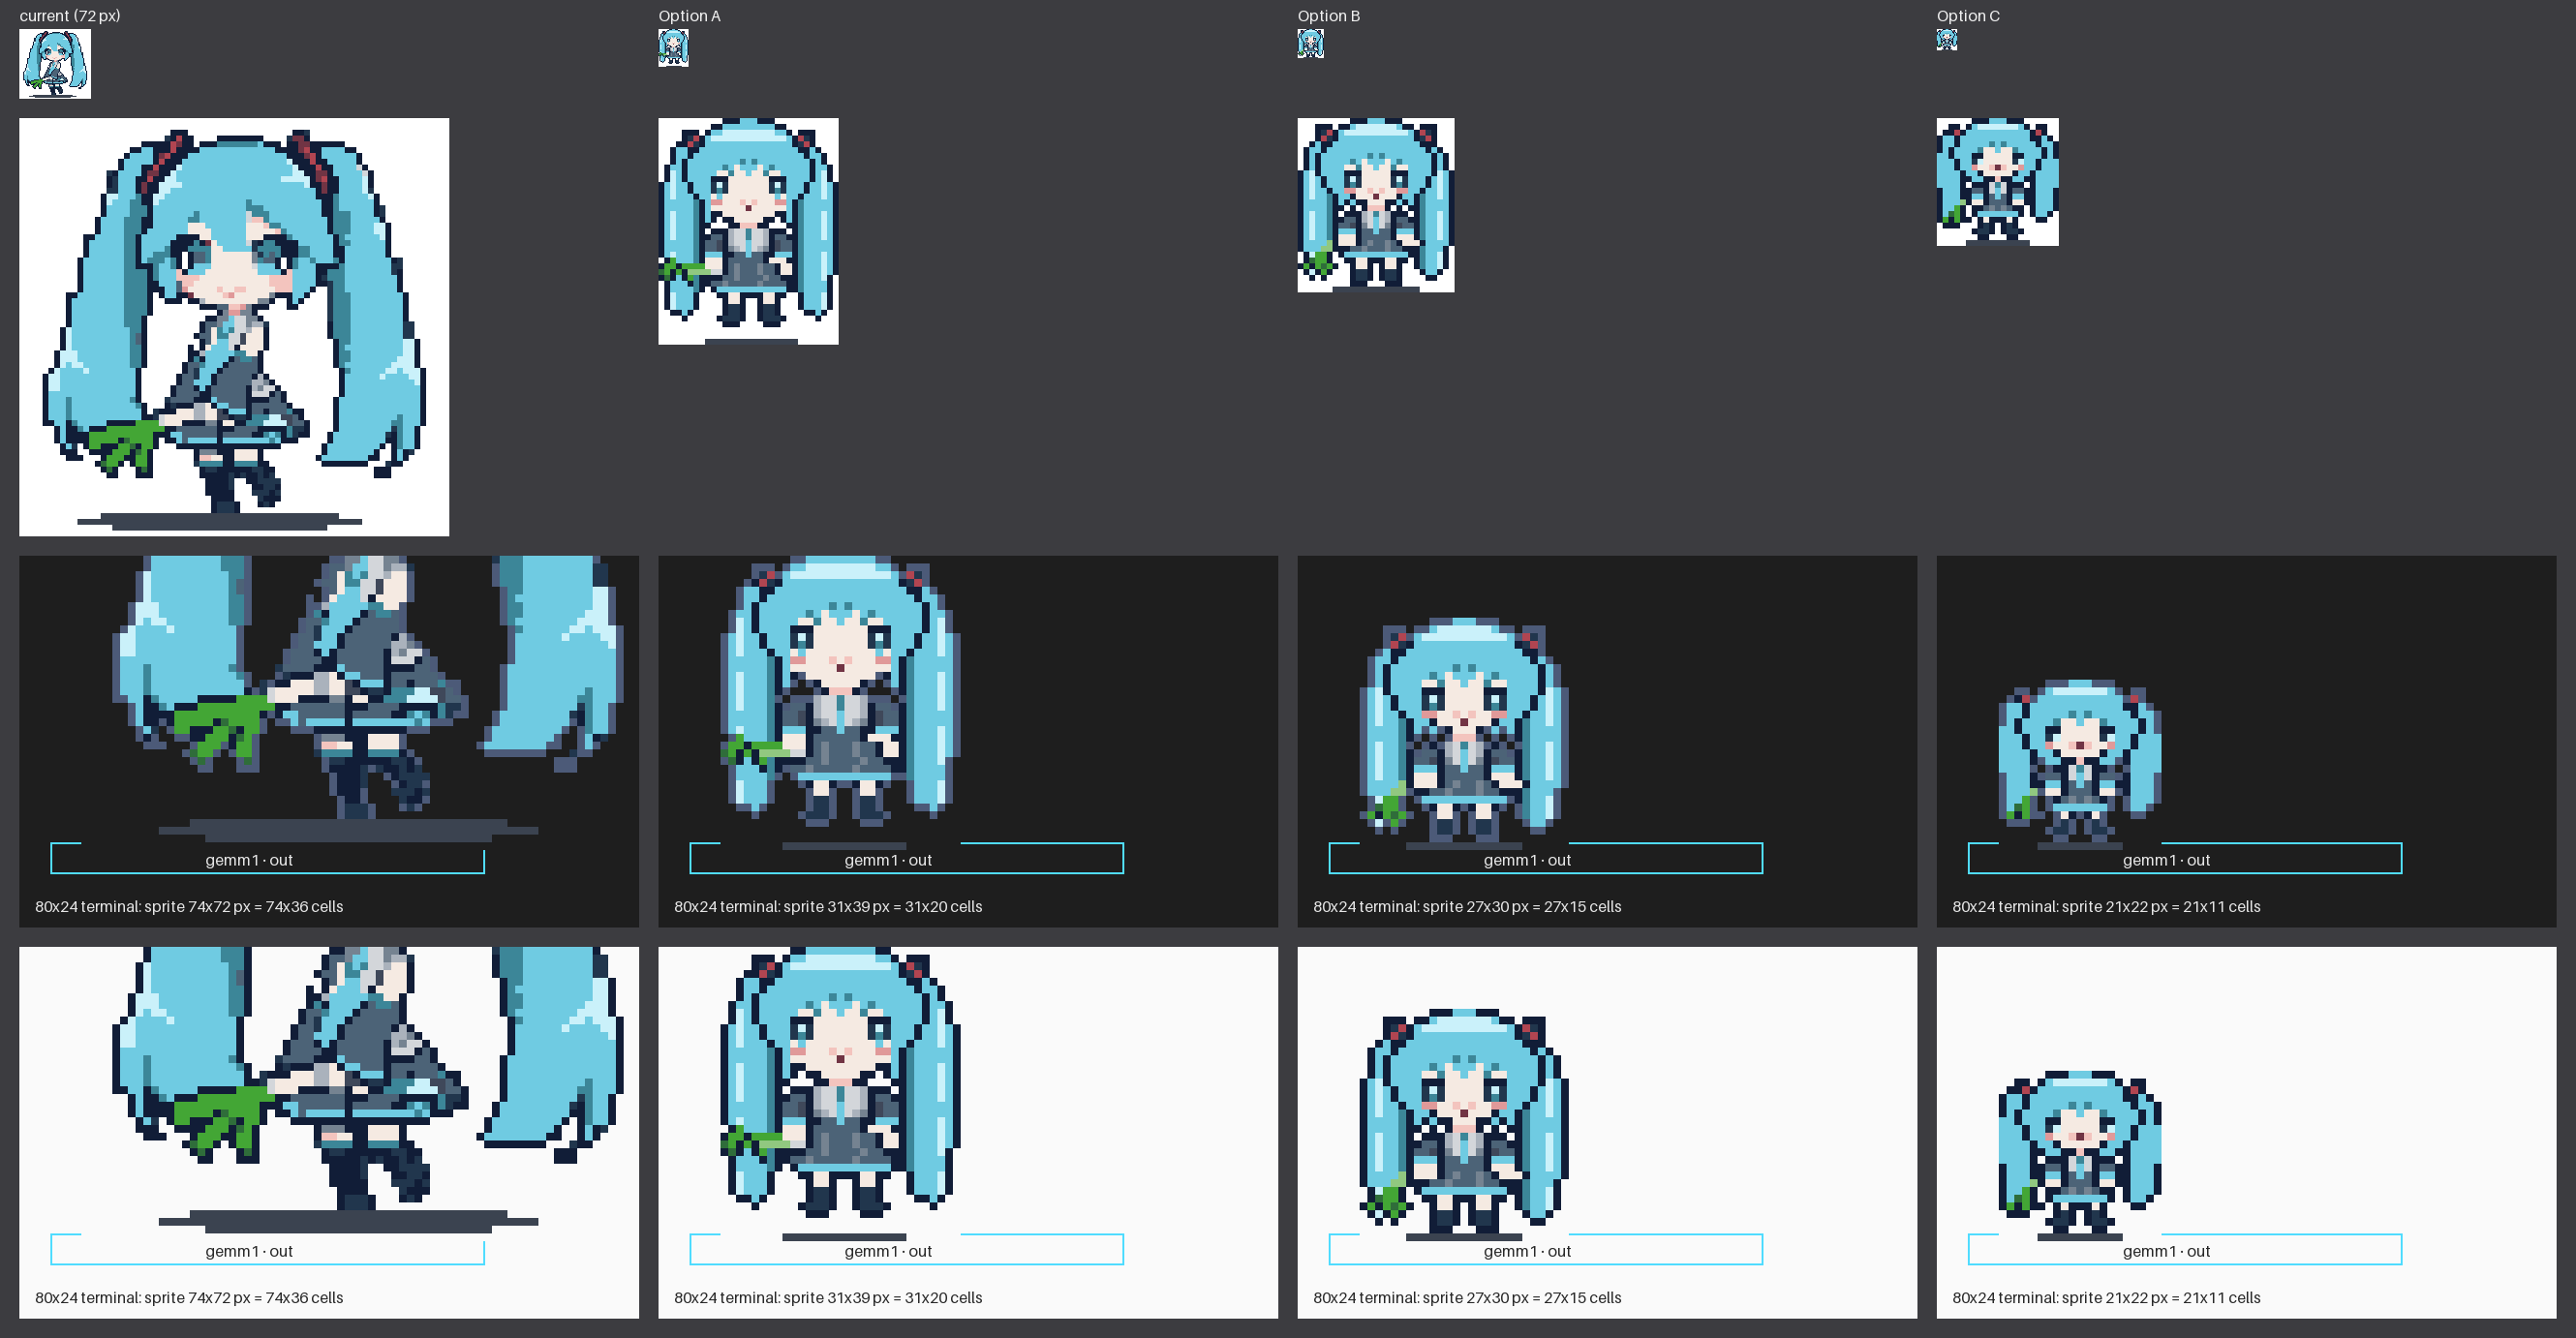 current (72 px)
Option A
Option B
Option C
gemm1 · out
80x24 terminal: sprite 74x72 px = 74x36 cells
gemm1 · out
80x24 terminal: sprite 31x39 px = 31x20 cells
gemm1 · out
80x24 terminal: sprite 27x30 px = 27x15 cells
gemm1 · out
80x24 terminal: sprite 21x22 px = 21x11 cells
gemm1 · out
80x24 terminal: sprite 74x72 px = 74x36 cells
gemm1 · out
80x24 terminal: sprite 31x39 px = 31x20 cells
gemm1 · out
80x24 terminal: sprite 27x30 px = 27x15 cells
gemm1 · out
80x24 terminal: sprite 21x22 px = 21x11 cells